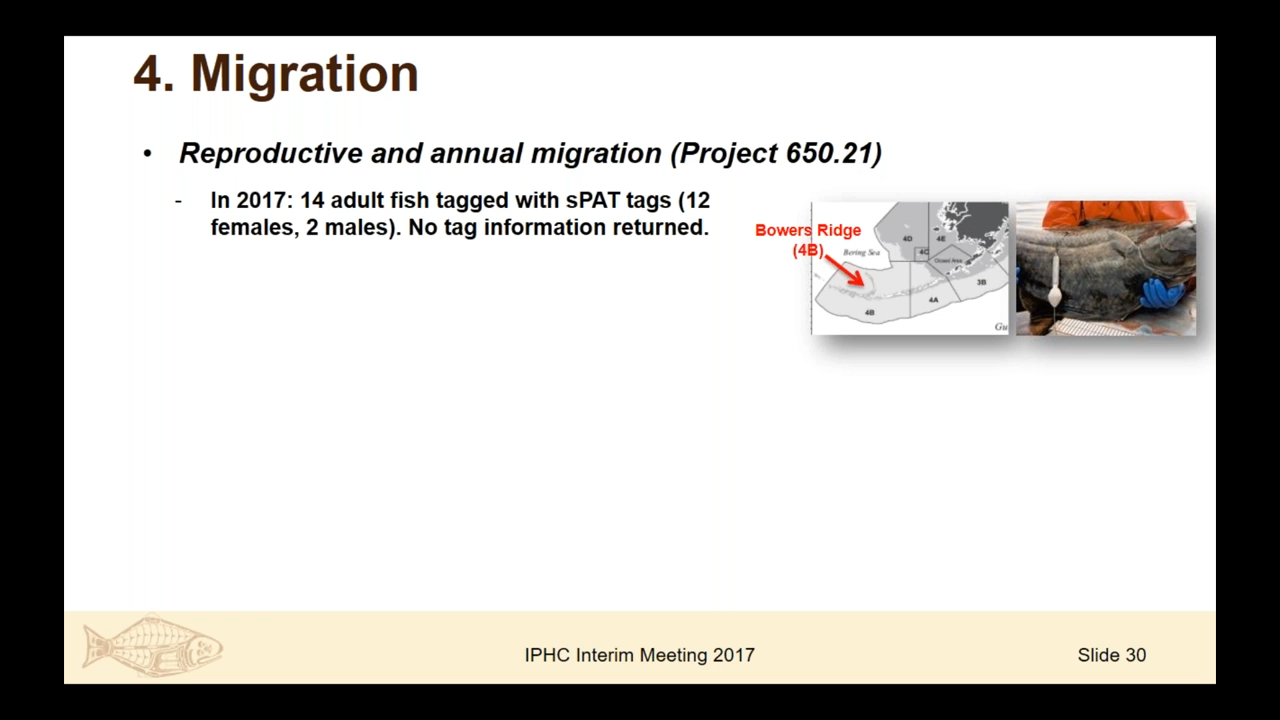 4. Migration
• Reproductive and annual migration (Project 650.21)
- In 2017: 14 adult fish tagged with sPAT tags (12
females, 2 males). No tag information returned.
Bowers Ridge
(4B)
4D
4E
Bering Sea
4C
Closed Area
3B
4A
4B
Gu
IPHC Interim Meeting 2017
Slide 30